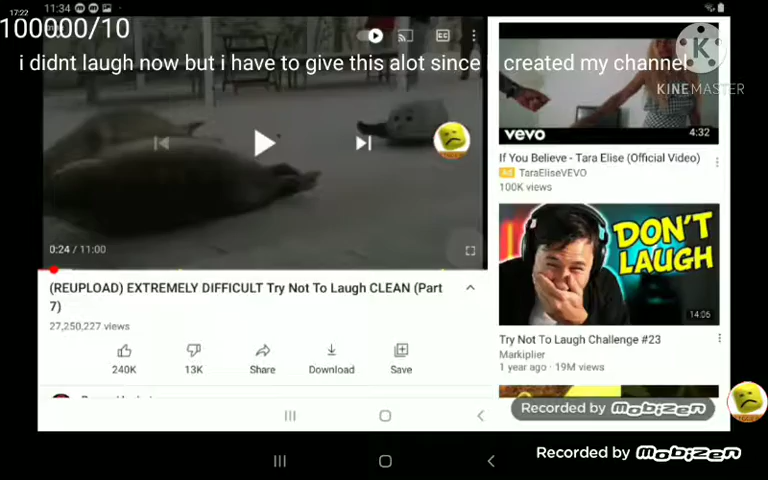 17:22
11:34
100000/10
i didnt laugh now but i have to give this alot since i created my channel
K
KINEMASTER
CC
0:24 / 11:00
vevo
4:32
If You Believe - Tara Elise (Official Video)
Ad TaraEliseVEVO
100K views
DON'T
LAUGH
14:06
Try Not To Laugh Challenge #23
Markiplier
1 year ago · 19M views
(REUPLOAD) EXTREMELY DIFFICULT Try Not To Laugh CLEAN (Part
7)
27,250,227 views
240K
13K
Share
Download
Save
Recorded by Mobizen
Recorded by Mobizen